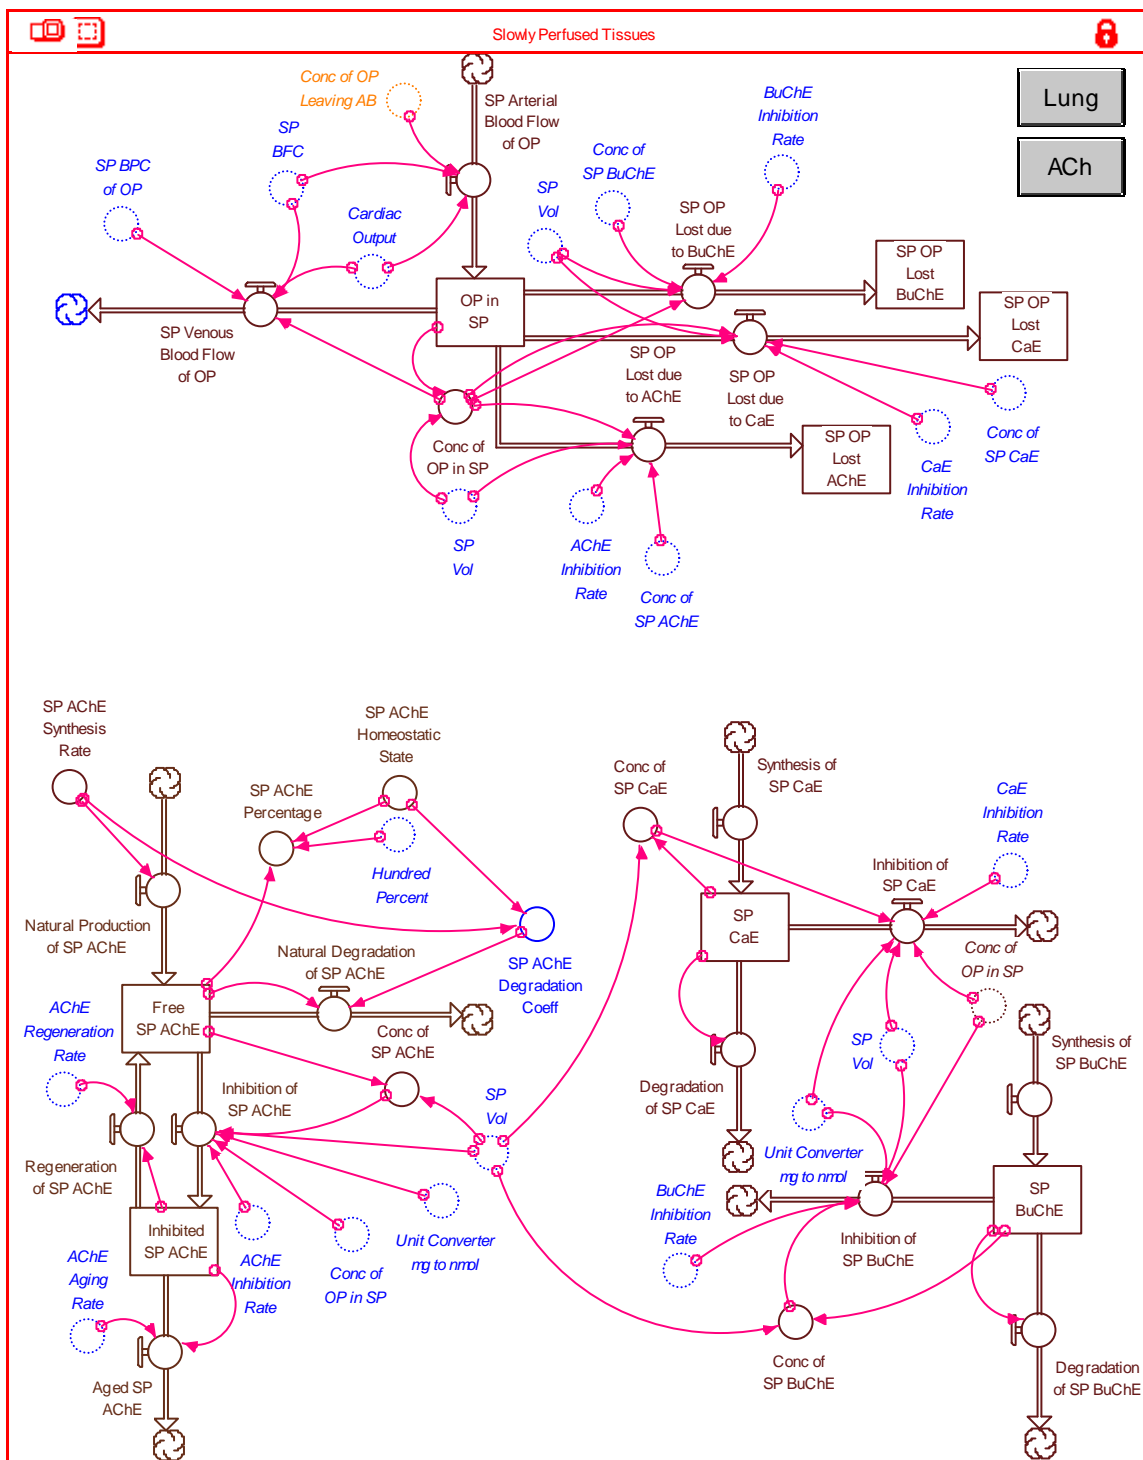 Slowly Perfused Tissues
Lung
ACh
Conc of OP
Leaving AB
SP Arterial
Blood Flow
of OP
SP
BFC
SP BPC
of OP
Cardiac
Output
Conc of
SP BuChE
BuChE
Inhibition
Rate
SP
Vol
SP OP
Lost due
to BuChE
SP OP
Lost
BuChE
OP in
SP
SP OP
Lost
CaE
SP Venous
Blood Flow
of OP
SP OP
Lost due
to AChE
SP OP
Lost due
to CaE
Conc of
OP in SP
SP OP
Lost
AChE
CaE
Inhibition
Rate
Conc of
SP CaE
SP
Vol
AChE
Inhibition
Rate
Conc of
SP AChE
SP AChE
Synthesis
Rate
SP AChE
Homeostatic
State
SP AChE
Percentage
Hundred
Percent
Natural Production
of SP AChE
Natural Degradation
of SP AChE
SP AChE
Degradation
Coeff
Free
SP AChE
AChE
Regeneration
Rate
Conc of
SP AChE
Inhibition of
SP AChE
SP
Vol
Regeneration
of SP AChE
Inhibited
SP AChE
AChE
Aging
Rate
AChE
Inhibition
Rate
Conc of
OP in SP
Unit Converter
mg to nmol
Aged SP
AChE
Conc of
SP CaE
Synthesis of
SP CaE
CaE
Inhibition
Rate
Inhibition of
SP CaE
SP
CaE
Conc of
OP in SP
SP
Vol
Synthesis of
SP BuChE
Degradation
of SP CaE
Unit Converter
mg to nmol
BuChE
Inhibition
Rate
SP
BuChE
Inhibition of
SP BuChE
Conc of
SP BuChE
Degradation
of SP BuChE